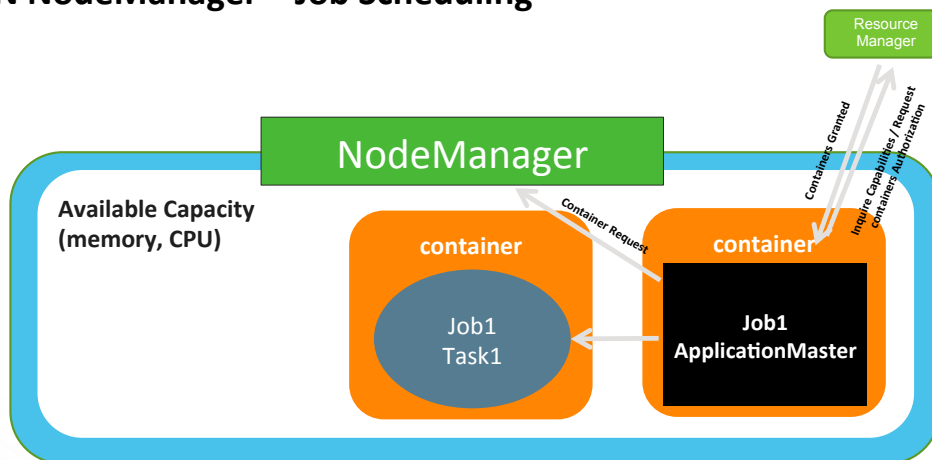 N NodeManager – Job Scheduling
Resource
Manager
NodeManager
Containers Granted
Inquire Capabilities / Request
containers Authorization
Available Capacity
(memory, CPU)
Container Request
container
container
Job1
Task1
Job1
ApplicationMaster